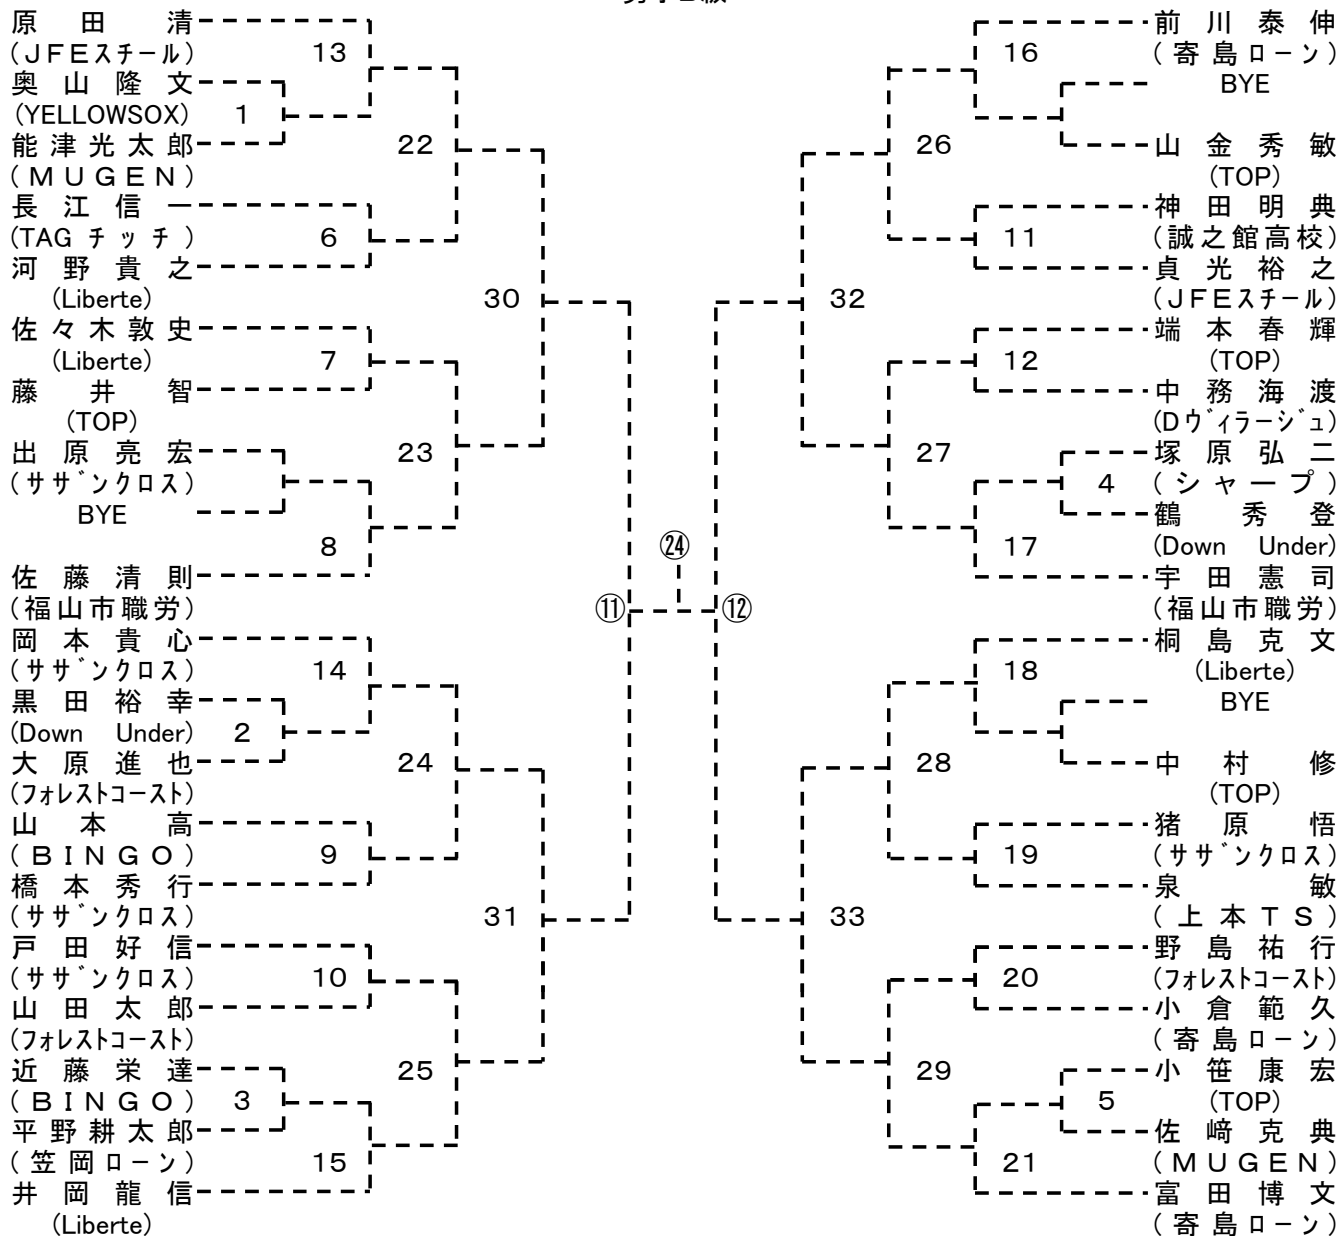 原田清
(JFEスチール)
13
奥山隆文
(YELLOWSOX)
1
能津光太郎
22
(MUGEN)
長江信一
(TAGチッチ)
6
河野貴之
(Liberte)
30
佐々木敦史
(Liberte)
7
藤井智
(TOP)
出原亮宏
23
(ササ゛ンクロス)
BYE
8
佐藤清則
(福山市職労)
⑪
岡本貴心
(ササ゛ンクロス)
14
黒田裕幸
(Down Under)
2
大原進也
24
(フォレストコースト)
山本高
(BINGO)
9
橋本秀行
(ササ゛ンクロス)
31
戸田好信
(ササ゛ンクロス)
10
山田太郎
(フォレストコースト)
近藤栄達
25
(BINGO)
3
平野耕太郎
(笠岡ローン)
15
井岡龍信
(Liberte)
㉔
前川泰伸
16
(寄島ローン)
BYE
26
山金秀敏
(TOP)
神田明典
11
(誠之館高校)
貞光裕之
32
(JFEスチール)
端本春輝
12
(TOP)
中務海渡
(Dヴィラージュ)
27
塚原弘二
4
(シャープ)
鶴秀登
17
(Down Under)
宇田憲司
⑫
(福山市職労)
桐島克文
18
(Liberte)
BYE
28
中村修
(TOP)
猪原悟
19
(ササ゛ンクロス)
泉敏
33
(上本TS)
野島祐行
20
(フォレストコースト)
小倉範久
(寄島ローン)
29
小笹康宏
5
(TOP)
佐﨑克典
21
(MUGEN)
富田博文
(寄島ローン)